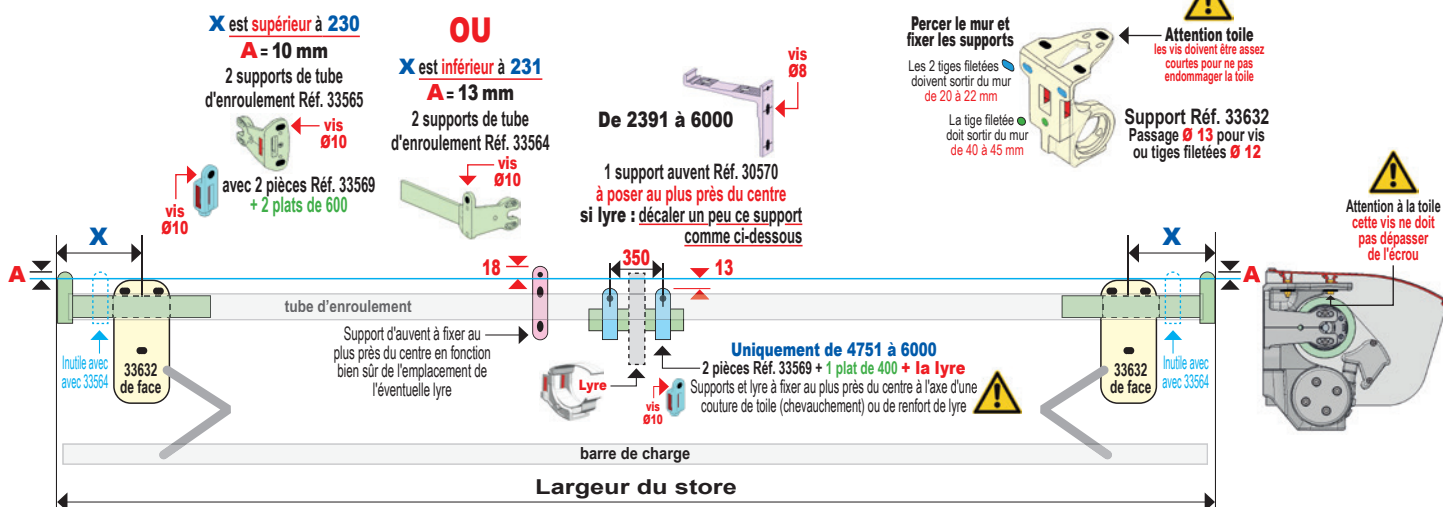 X est supérieur à 230
A = 10 mm
2 supports de tube
d'enroulement Réf. 33565
vis
Ø10
vis
Ø10
avec 2 pièces Réf. 33569
+ 2 plats de 600
OU
X est inférieur à 231
A = 13 mm
2 supports de tube
d'enroulement Réf. 33564
vis
Ø10
vis
Ø8
De 2391 à 6000
1 support auvent Réf. 30570
à poser au plus près du centre
si lyre : décaler un peu ce support
comme ci-dessous
Percer le mur et
fixer les supports
Les 2 tiges filetées
doivent sortir du mur
de 20 à 22 mm
La tige filetée
doit sortir du mur
de 40 à 45 mm
Attention toile
les vis doivent être assez
courtes pour ne pas
endommager la toile
Support Réf. 33632
Passage Ø 13 pour vis
ou tiges filetées Ø 12
Attention à la toile
cette vis ne doit
pas dépasser
de l'écrou
X
A
18
350
13
X
A
tube d'enroulement
Inutile avec
avec 33564
33632
de face
Support d'auvent à fixer au
plus près du centre en fonction
bien sûr de l'emplacement de
l'éventuelle lyre
Lyre
Uniquement de 4751 à 6000
2 pièces Réf. 33569 + 1 plat de 400 + la lyre
Supports et lyre à fixer au plus près du centre à l'axe d'une
couture de toile (chevauchement) ou de renfort de lyre
vis
Ø10
33632
de face
Inutile avec
avec 33564
barre de charge
Largeur du store